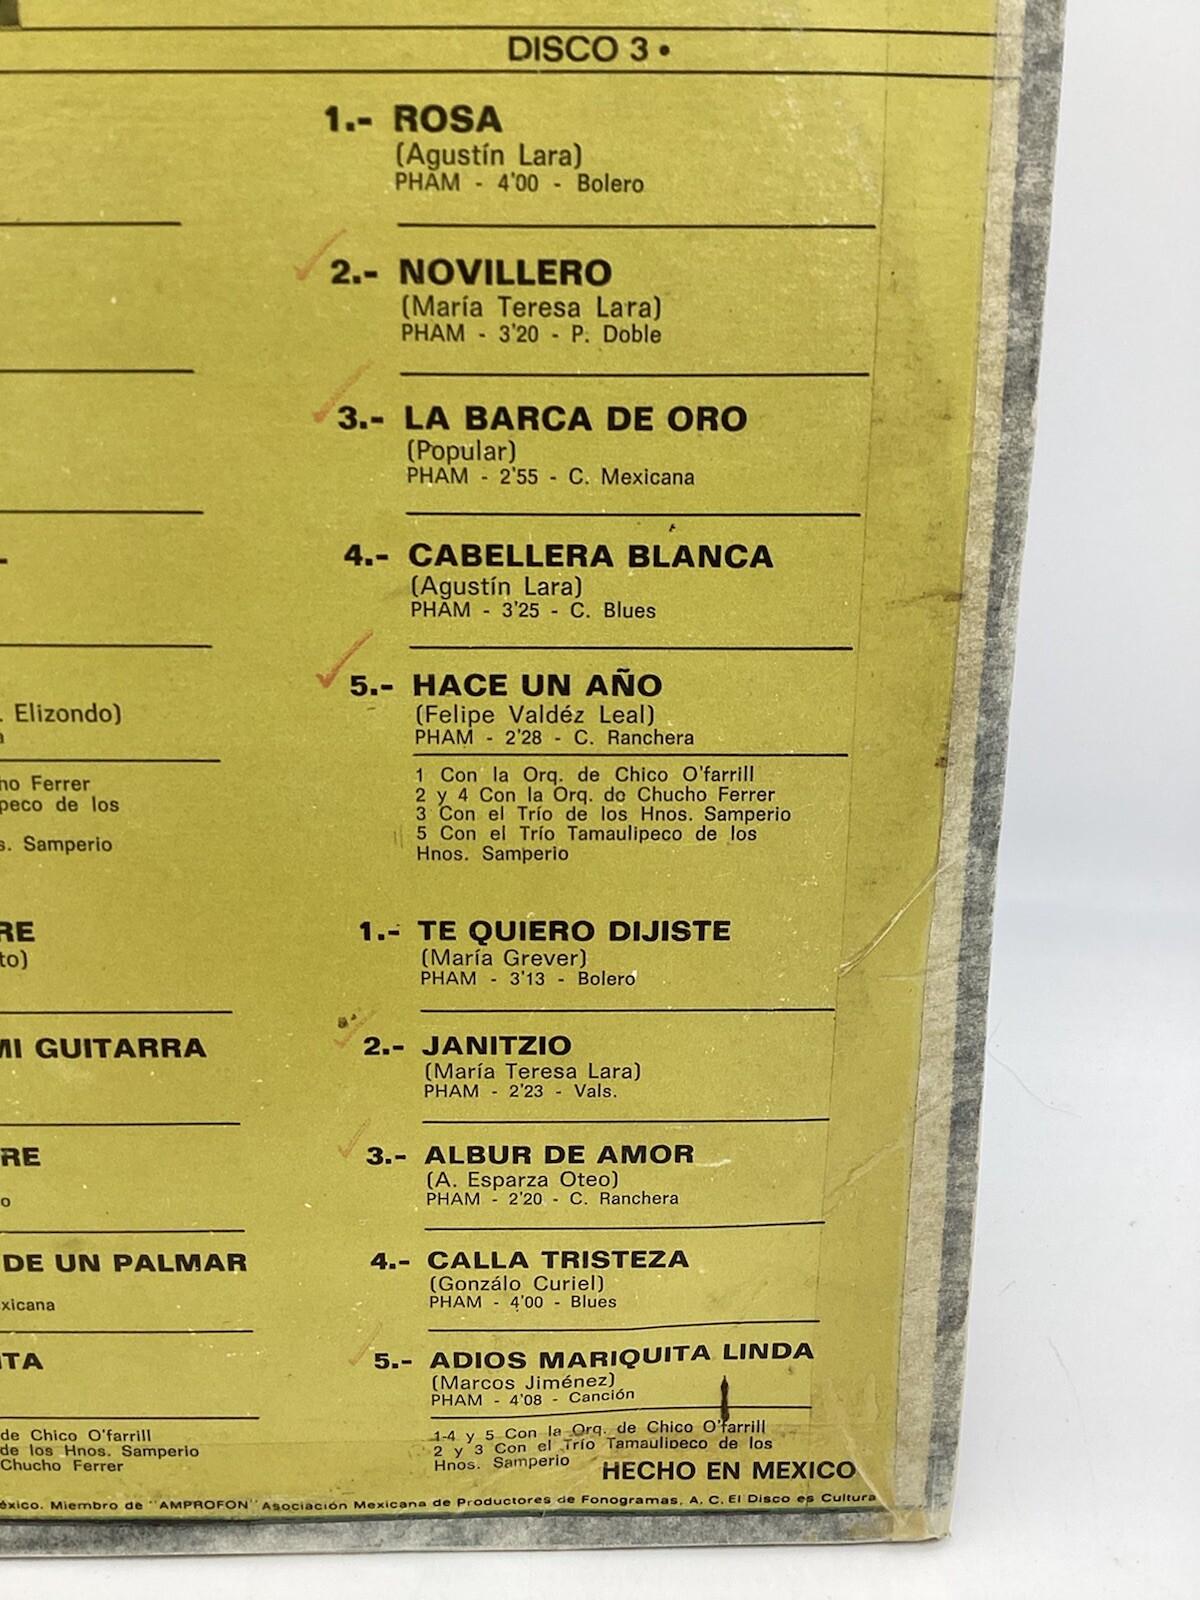 DISCO 3 •
1.- ROSA
(Agustín Lara)
PHAM - 4'00 - Bolero
2.- NOVILLERO
(María Teresa Lara)
PHAM - 3'20 - P. Doble
3.- LA BARCA DE ORO
(Popular)
PHAM - 2'55 - C. Mexicana
4.- CABELLERA BLANCA
(Agustín Lara)
PHAM - 3'25 - C. Blues
5.- HACE UN AÑO
(Felipe Valdéz Leal)
PHAM - 2'28 - C. Ranchera
1 Con la Orq. de Chico O'farrill
2 y 4 Con la Orq. de Chucho Ferrer
3 Con el Trío de los Hnos. Samperio
5 Con el Trío Tamaulipeco de los
Hnos. Samperio
1.- TE QUIERO DIJISTE
(María Grever)
PHAM - 3'13 - Bolero
2.- JANITZIO
(María Teresa Lara)
PHAM - 2'23 - Vals.
3.- ALBUR DE AMOR
(A. Esparza Oteo)
PHAM - 2'20 - C. Ranchera
4.- CALLA TRISTEZA
(Gonzálo Curiel)
PHAM - 4'00 - Blues
5.- ADIOS MARIQUITA LINDA
(Marcos Jiménez)
PHAM - 4'08 - Canción
1-4 y 5 Con la Orq. de Chico O'farrill
2 y 3 Con el Trío Tamaulipeco de los
Hnos. Samperio
HECHO EN MEXICO
. Elizondo)
a
ho Ferrer
peco de los
s. Samperio
RE
to)
MI GUITARRA
RE
o
DE UN PALMAR
xicana
ITA
de Chico O'farrill
de los Hnos. Samperio
Chucho Ferrer
éxico. Miembro de "AMPROFON" Asociación Mexicana de Productores de Fonogramas, A. C. El Disco es Cultura